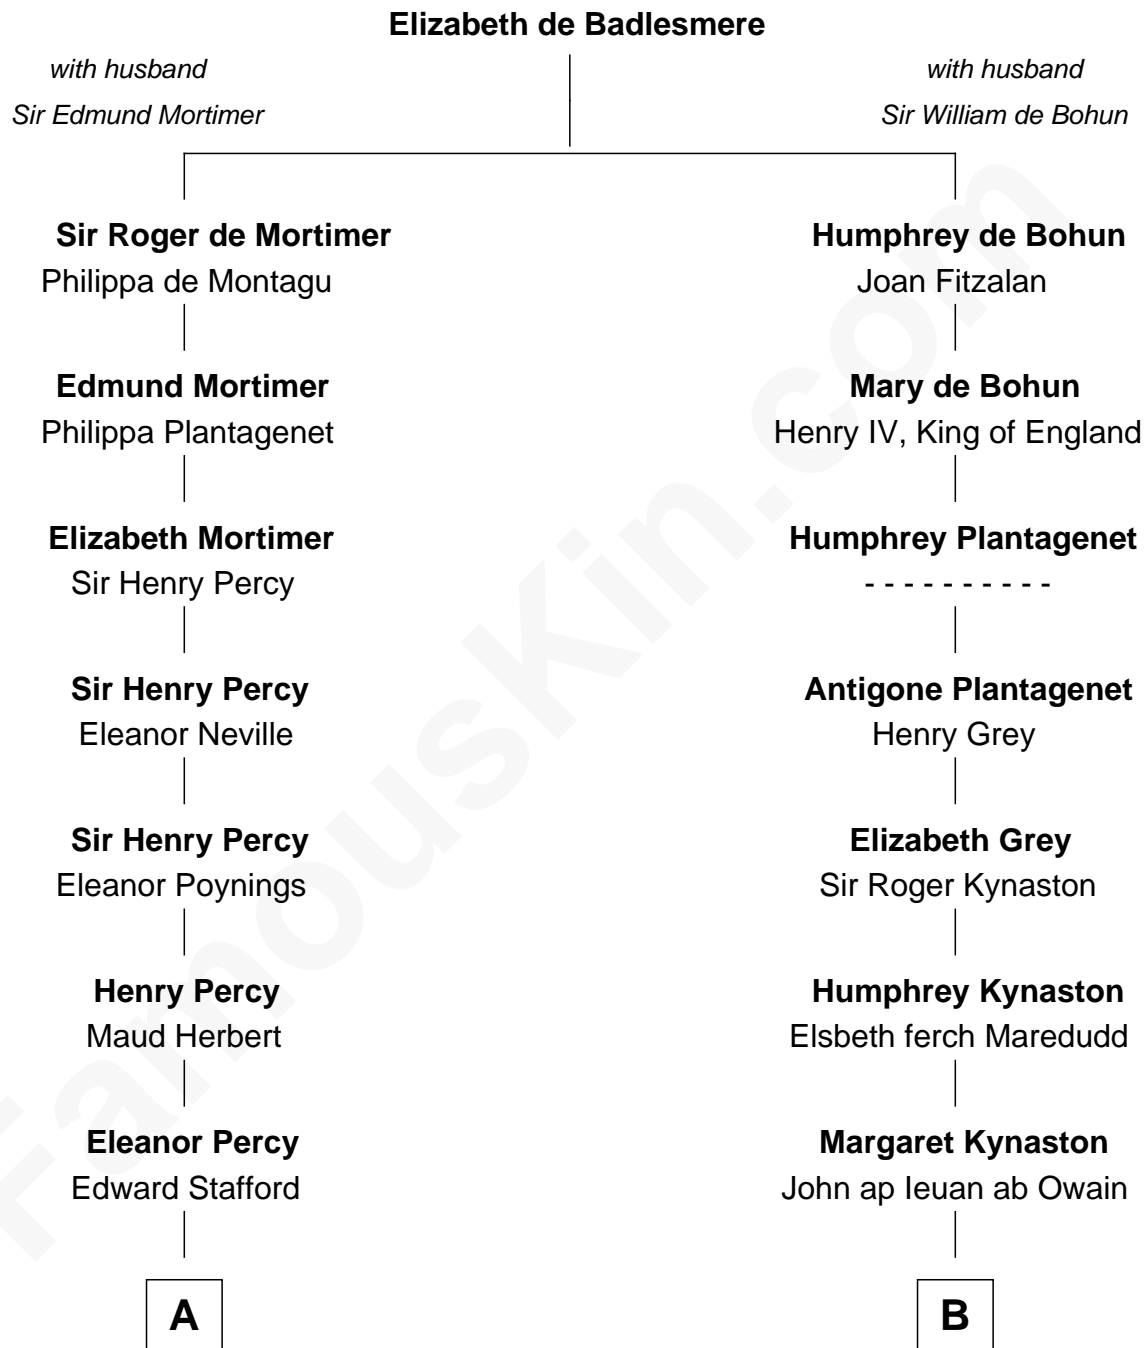 Elizabeth de Badlesmere
with husband
Sir Edmund Mortimer
with husband
Sir William de Bohun
Sir Roger de Mortimer
Philippa de Montagu
Humphrey de Bohun
Joan Fitzalan
Edmund Mortimer
Philippa Plantagenet
Mary de Bohun
Henry IV, King of England
Elizabeth Mortimer
Sir Henry Percy
Humphrey Plantagenet
- - - - - - - - - -
Sir Henry Percy
Eleanor Neville
Antigone Plantagenet
Henry Grey
Sir Henry Percy
Eleanor Poynings
Elizabeth Grey
Sir Roger Kynaston
Henry Percy
Maud Herbert
Humphrey Kynaston
Elsbeth ferch Maredudd
Eleanor Percy
Edward Stafford
Margaret Kynaston
John ap Ieuan ab Owain
A
B
FamousKin.com